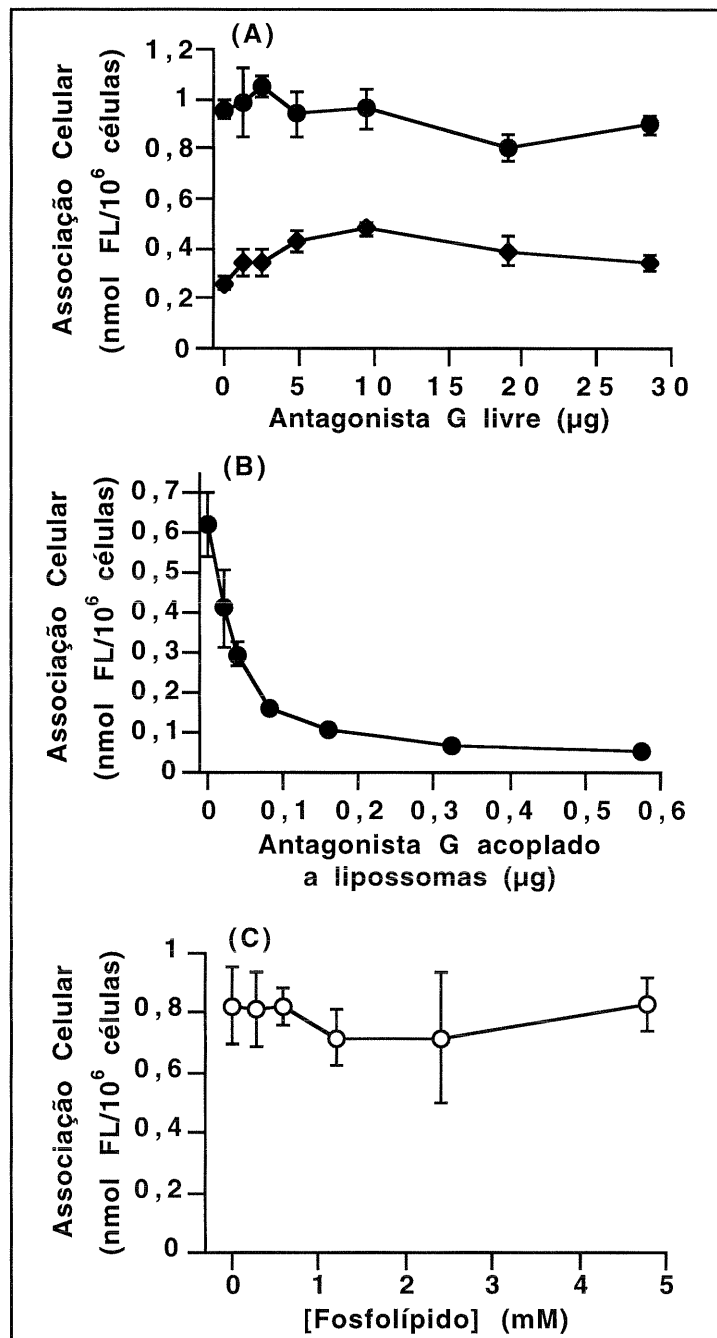 (A)
Associação Celular
(nmol FL/10⁶ células)
1,2
1
0,8
0,6
0,4
0,2
0
0 5 10 15 20 25 30
Antagonista G livre (µg)
(B)
Associação Celular
(nmol FL/10⁶ células)
0,7
0,6
0,5
0,4
0,3
0,2
0,1
0
0 0,1 0,2 0,3 0,4 0,5 0,6
Antagonista G acoplado
a lipossomas (µg)
(C)
Associação Celular
(nmol FL/10⁶ células)
1
0,8
0,6
0,4
0,2
0
0 1 2 3 4 5
[Fosfolípido] (mM)